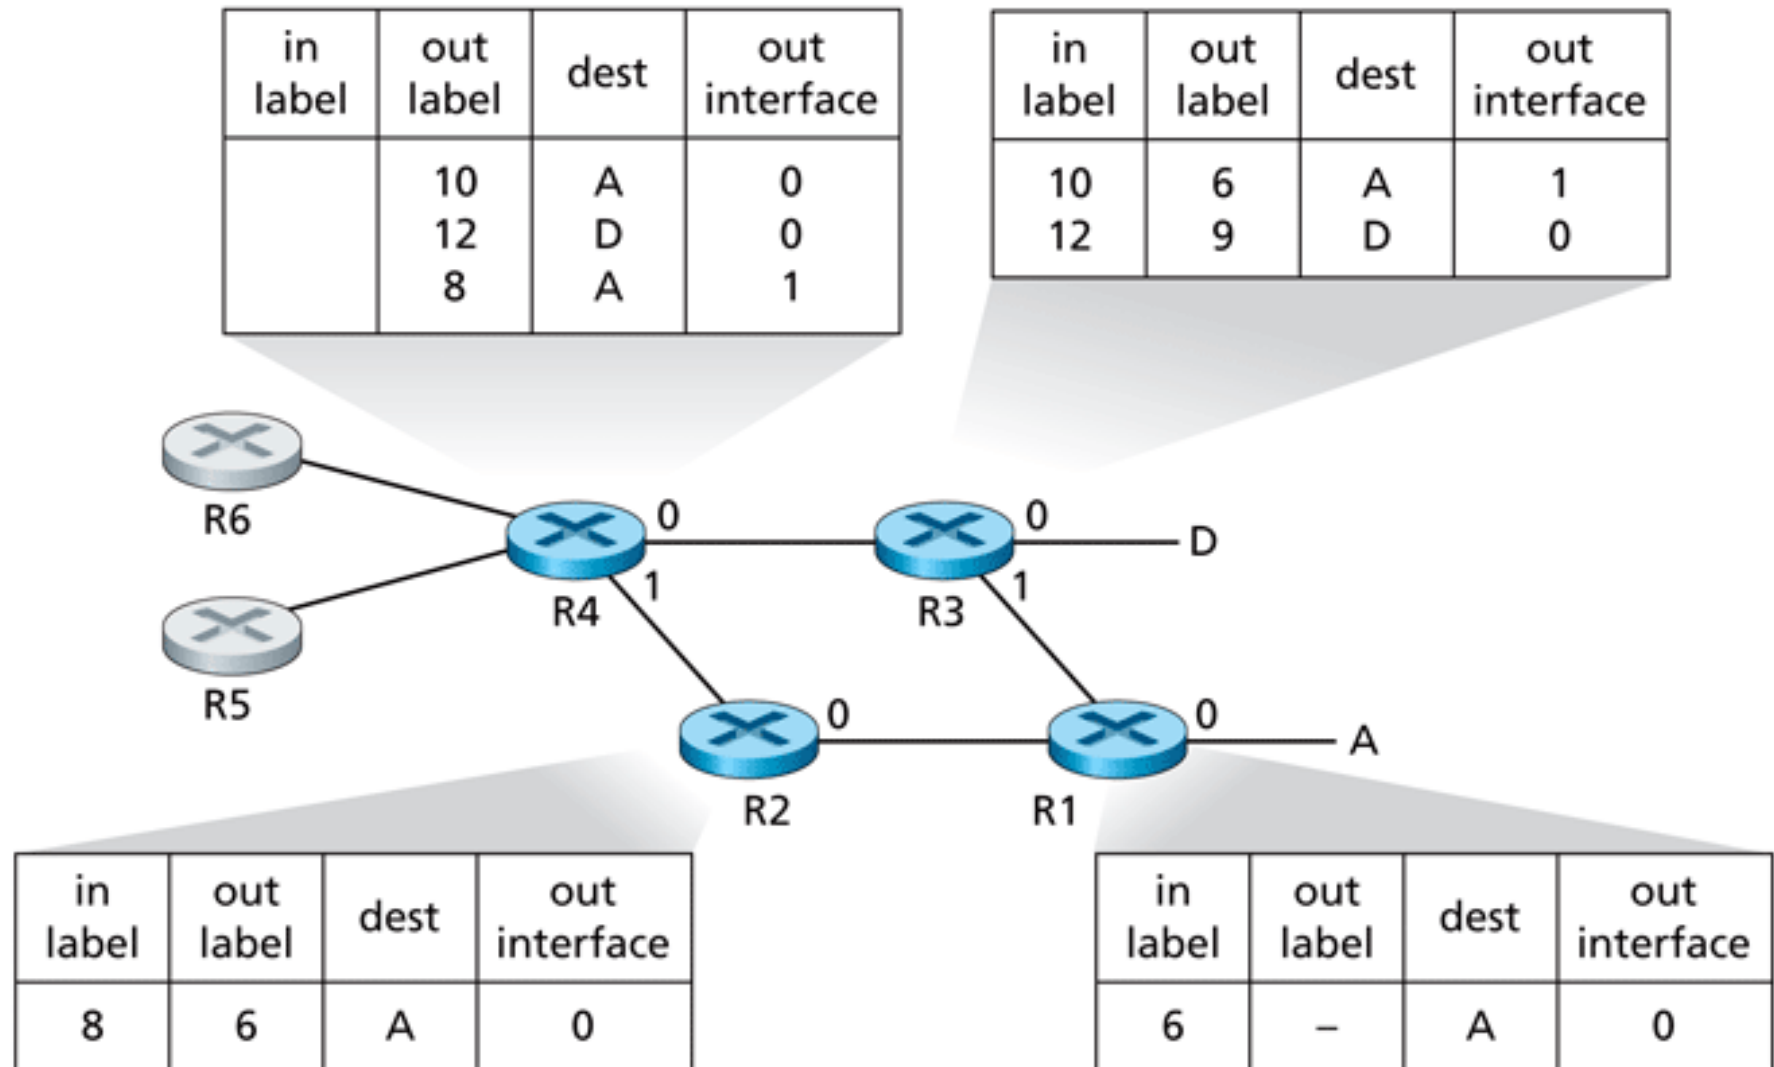 in label out label dest out interface
10 A 0
12 D 0
8 A 1
in label out label dest out interface
10 6 A 1
12 9 D 0
R6
R5
0
R4
1
0
D
R3
1
0
R2
0
A
R1
in label out label dest out interface
8 6 A 0
in label out label dest out interface
6 – A 0